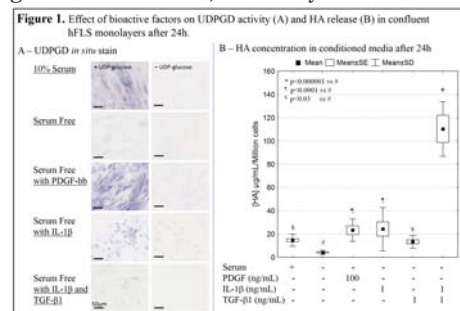 Figure 1. Effect of bioactive factors on UDPGD activity (A) and HA release (B) in confluent
hFLS monolayers after 24h.
A – UDPGD in situ stain
+ UDP-glucose
- UDP-glucose
10% Serum
Serum Free
Serum Free
with PDGF-bb
Serum Free
with IL-1β
Serum Free
with IL-1β and
TGF-β1
50μm
B – HA concentration in conditioned media after 24h
Mean Mean±SE Mean±SD
* p<0.000001 vs #
¶ p<0.0001 vs #
§ p<0.03 vs #
[HA] μg/mL/Million cells
160
140
120
100
80
60
40
20
0
§ # ¶ ¶ § *
Serum + - - - - -
PDGF (ng/mL) - - 100 - - -
IL-1β (ng/mL) - - - 1 - 1
TGF-β1 (ng/mL) - - - - 1 1